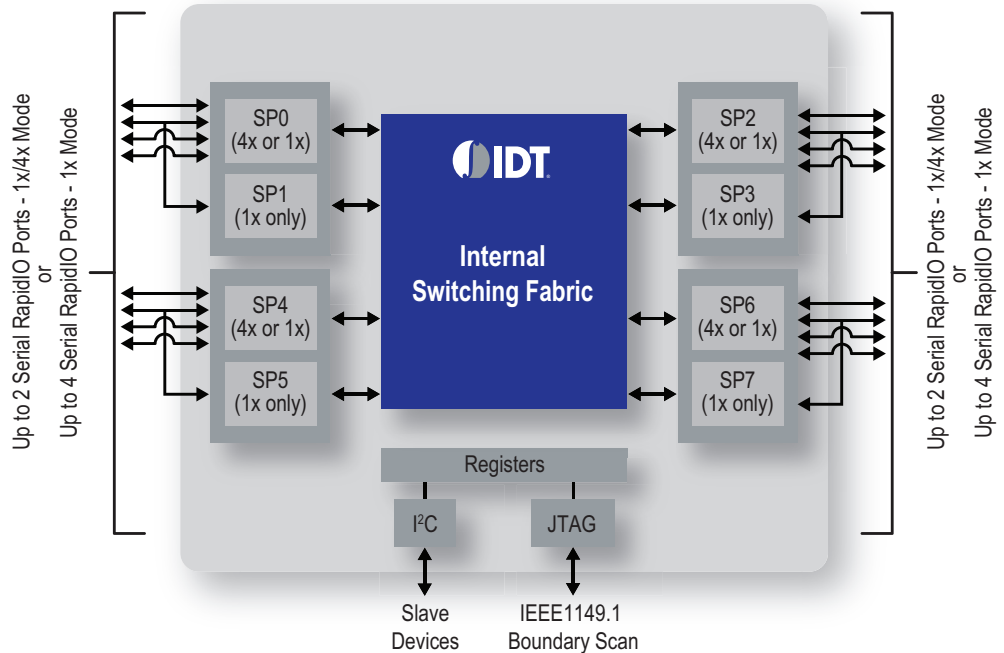 Up to 2 Serial RapidIO Ports - 1x/4x Mode
or
Up to 4 Serial RapidIO Ports - 1x Mode
SP0
(4x or 1x)
SP1
(1x only)
SP4
(4x or 1x)
SP5
(1x only)
IDT
Internal
Switching Fabric
SP2
(4x or 1x)
SP3
(1x only)
SP6
(4x or 1x)
SP7
(1x only)
Up to 2 Serial RapidIO Ports - 1x/4x Mode
or
Up to 4 Serial RapidIO Ports - 1x Mode
Registers
I²C
JTAG
Slave
Devices
IEEE1149.1
Boundary Scan